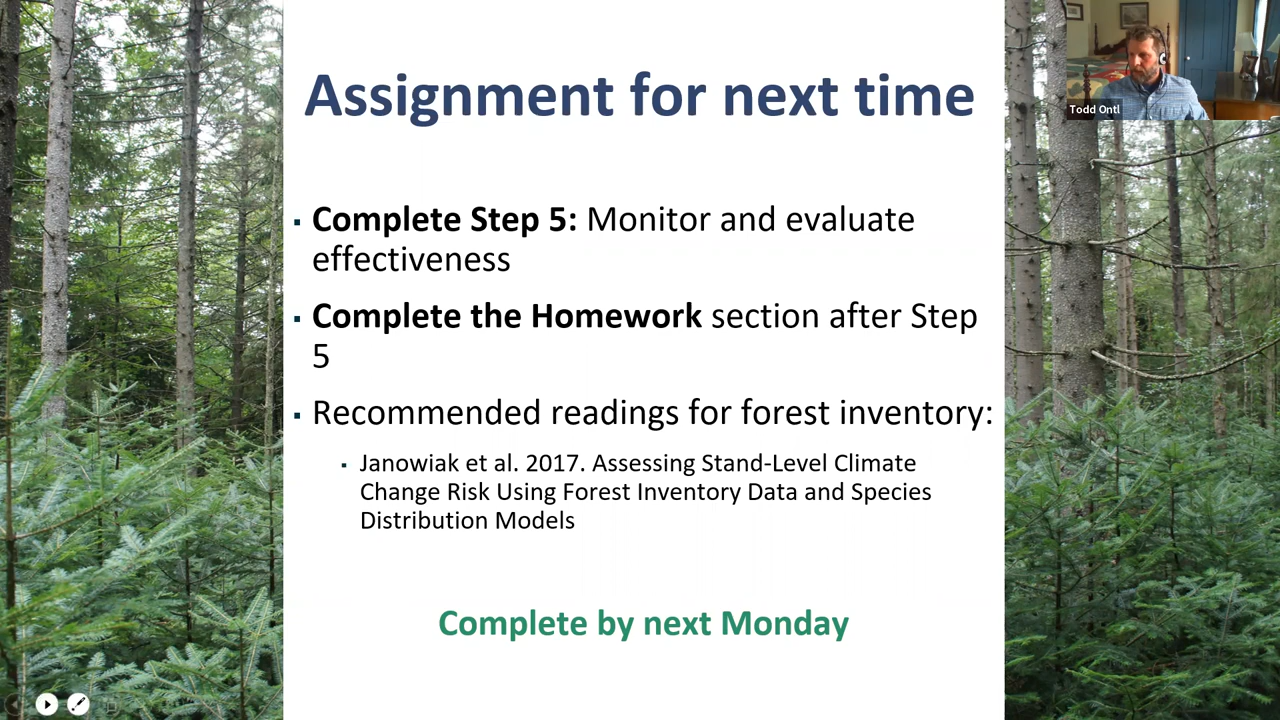 Assignment for next time
Todd Ontl
▪ Complete Step 5: Monitor and evaluate
effectiveness
▪ Complete the Homework section after Step
5
▪ Recommended readings for forest inventory:
▪ Janowiak et al. 2017. Assessing Stand-Level Climate
Change Risk Using Forest Inventory Data and Species
Distribution Models
Complete by next Monday